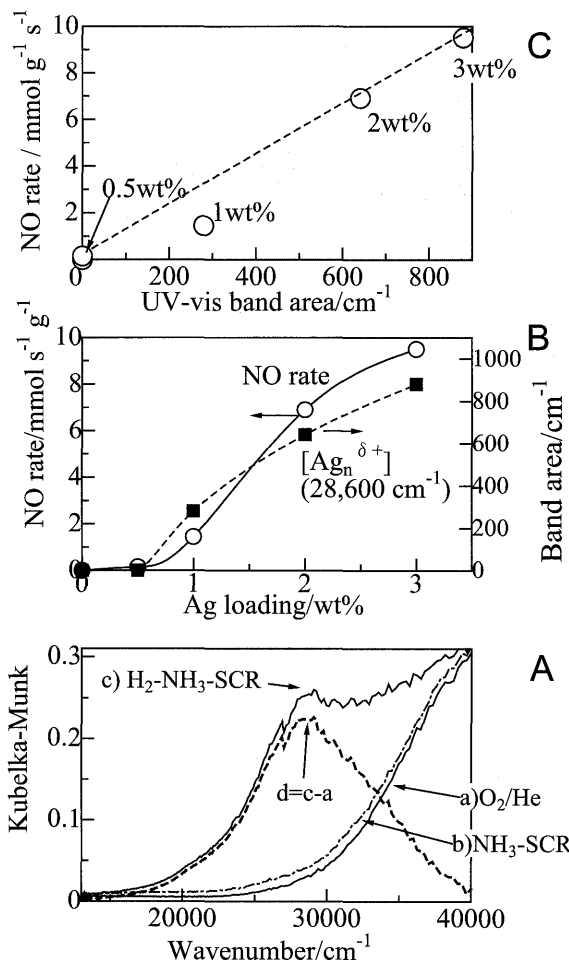 C
NO rate / mmol g⁻¹ s⁻¹
10
8
6
4
2
0
3wt%
2wt%
1wt%
0.5wt%
0 200 400 600 800
UV-vis band area/cm⁻¹
B
NO rate/mmol s⁻¹ g⁻¹
10
8
6
4
2
0
NO rate
[Agₙ^δ+]
(28,600 cm⁻¹)
1000
800
600
400
200
0
Band area/cm⁻¹
0 1 2 3
Ag loading/wt%
A
Kubelka-Munk
0.3
0.2
0.1
0
c) H₂-NH₃-SCR
d=c-a
a)O₂/He
b)NH₃-SCR
20000 30000 40000
Wavenumber/cm⁻¹